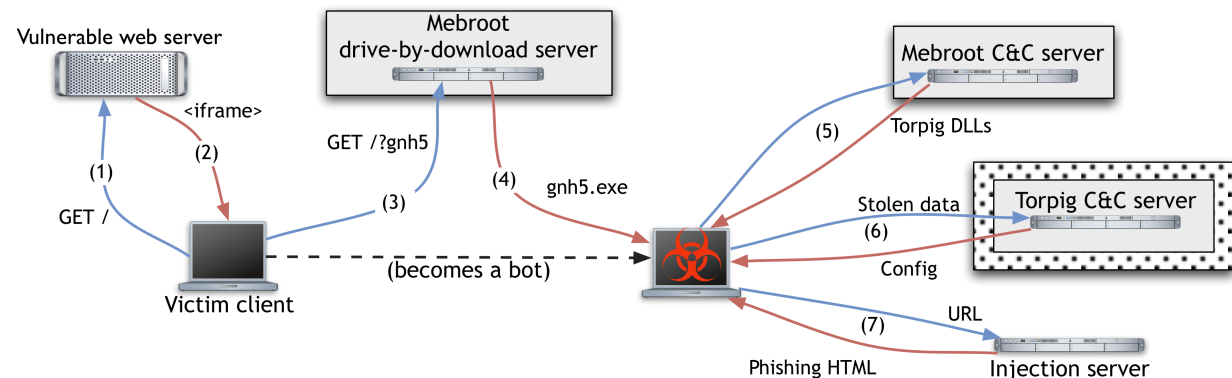 Mebroot
drive-by-download server
Vulnerable web server
Mebroot C&C server
<iframe>
GET /?gnh5
(5)
Torpig DLLs
(2)
(1)
(4)
gnh5.exe
(3)
GET /
Stolen data
Torpig C&C server
(6)
(becomes a bot)
Config
Victim client
URL
(7)
Phishing HTML
Injection server